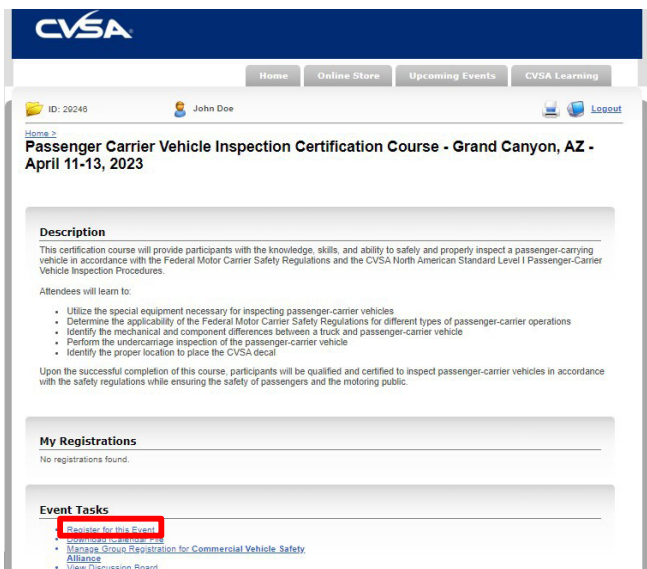 CVSA
Home Online Store Upcoming Events CVSA Learning
ID: 29246 John Doe Logout
Home >
Passenger Carrier Vehicle Inspection Certification Course - Grand Canyon, AZ -
April 11-13, 2023
Description
This certification course will provide participants with the knowledge, skills, and ability to safely and properly inspect a passenger-carrying
vehicle in accordance with the Federal Motor Carrier Safety Regulations and the CVSA North American Standard Level I Passenger-Carrier
Vehicle Inspection Procedures.
Attendees will learn to:
• Utilize the special equipment necessary for inspecting passenger-carrier vehicles
• Determine the applicability of the Federal Motor Carrier Safety Regulations for different types of passenger-carrier operations
• Identify the mechanical and component differences between a truck and passenger-carrier vehicle
• Perform the undercarriage inspection of the passenger-carrier vehicle
• Identify the proper location to place the CVSA decal
Upon the successful completion of this course, participants will be qualified and certified to inspect passenger-carrier vehicles in accordance
with the safety regulations while ensuring the safety of passengers and the motoring public.
My Registrations
No registrations found.
Event Tasks
• Register for this Event
• Download iCalendar File
• Manage Group Registration for Commercial Vehicle Safety
Alliance
• View Discussion Board